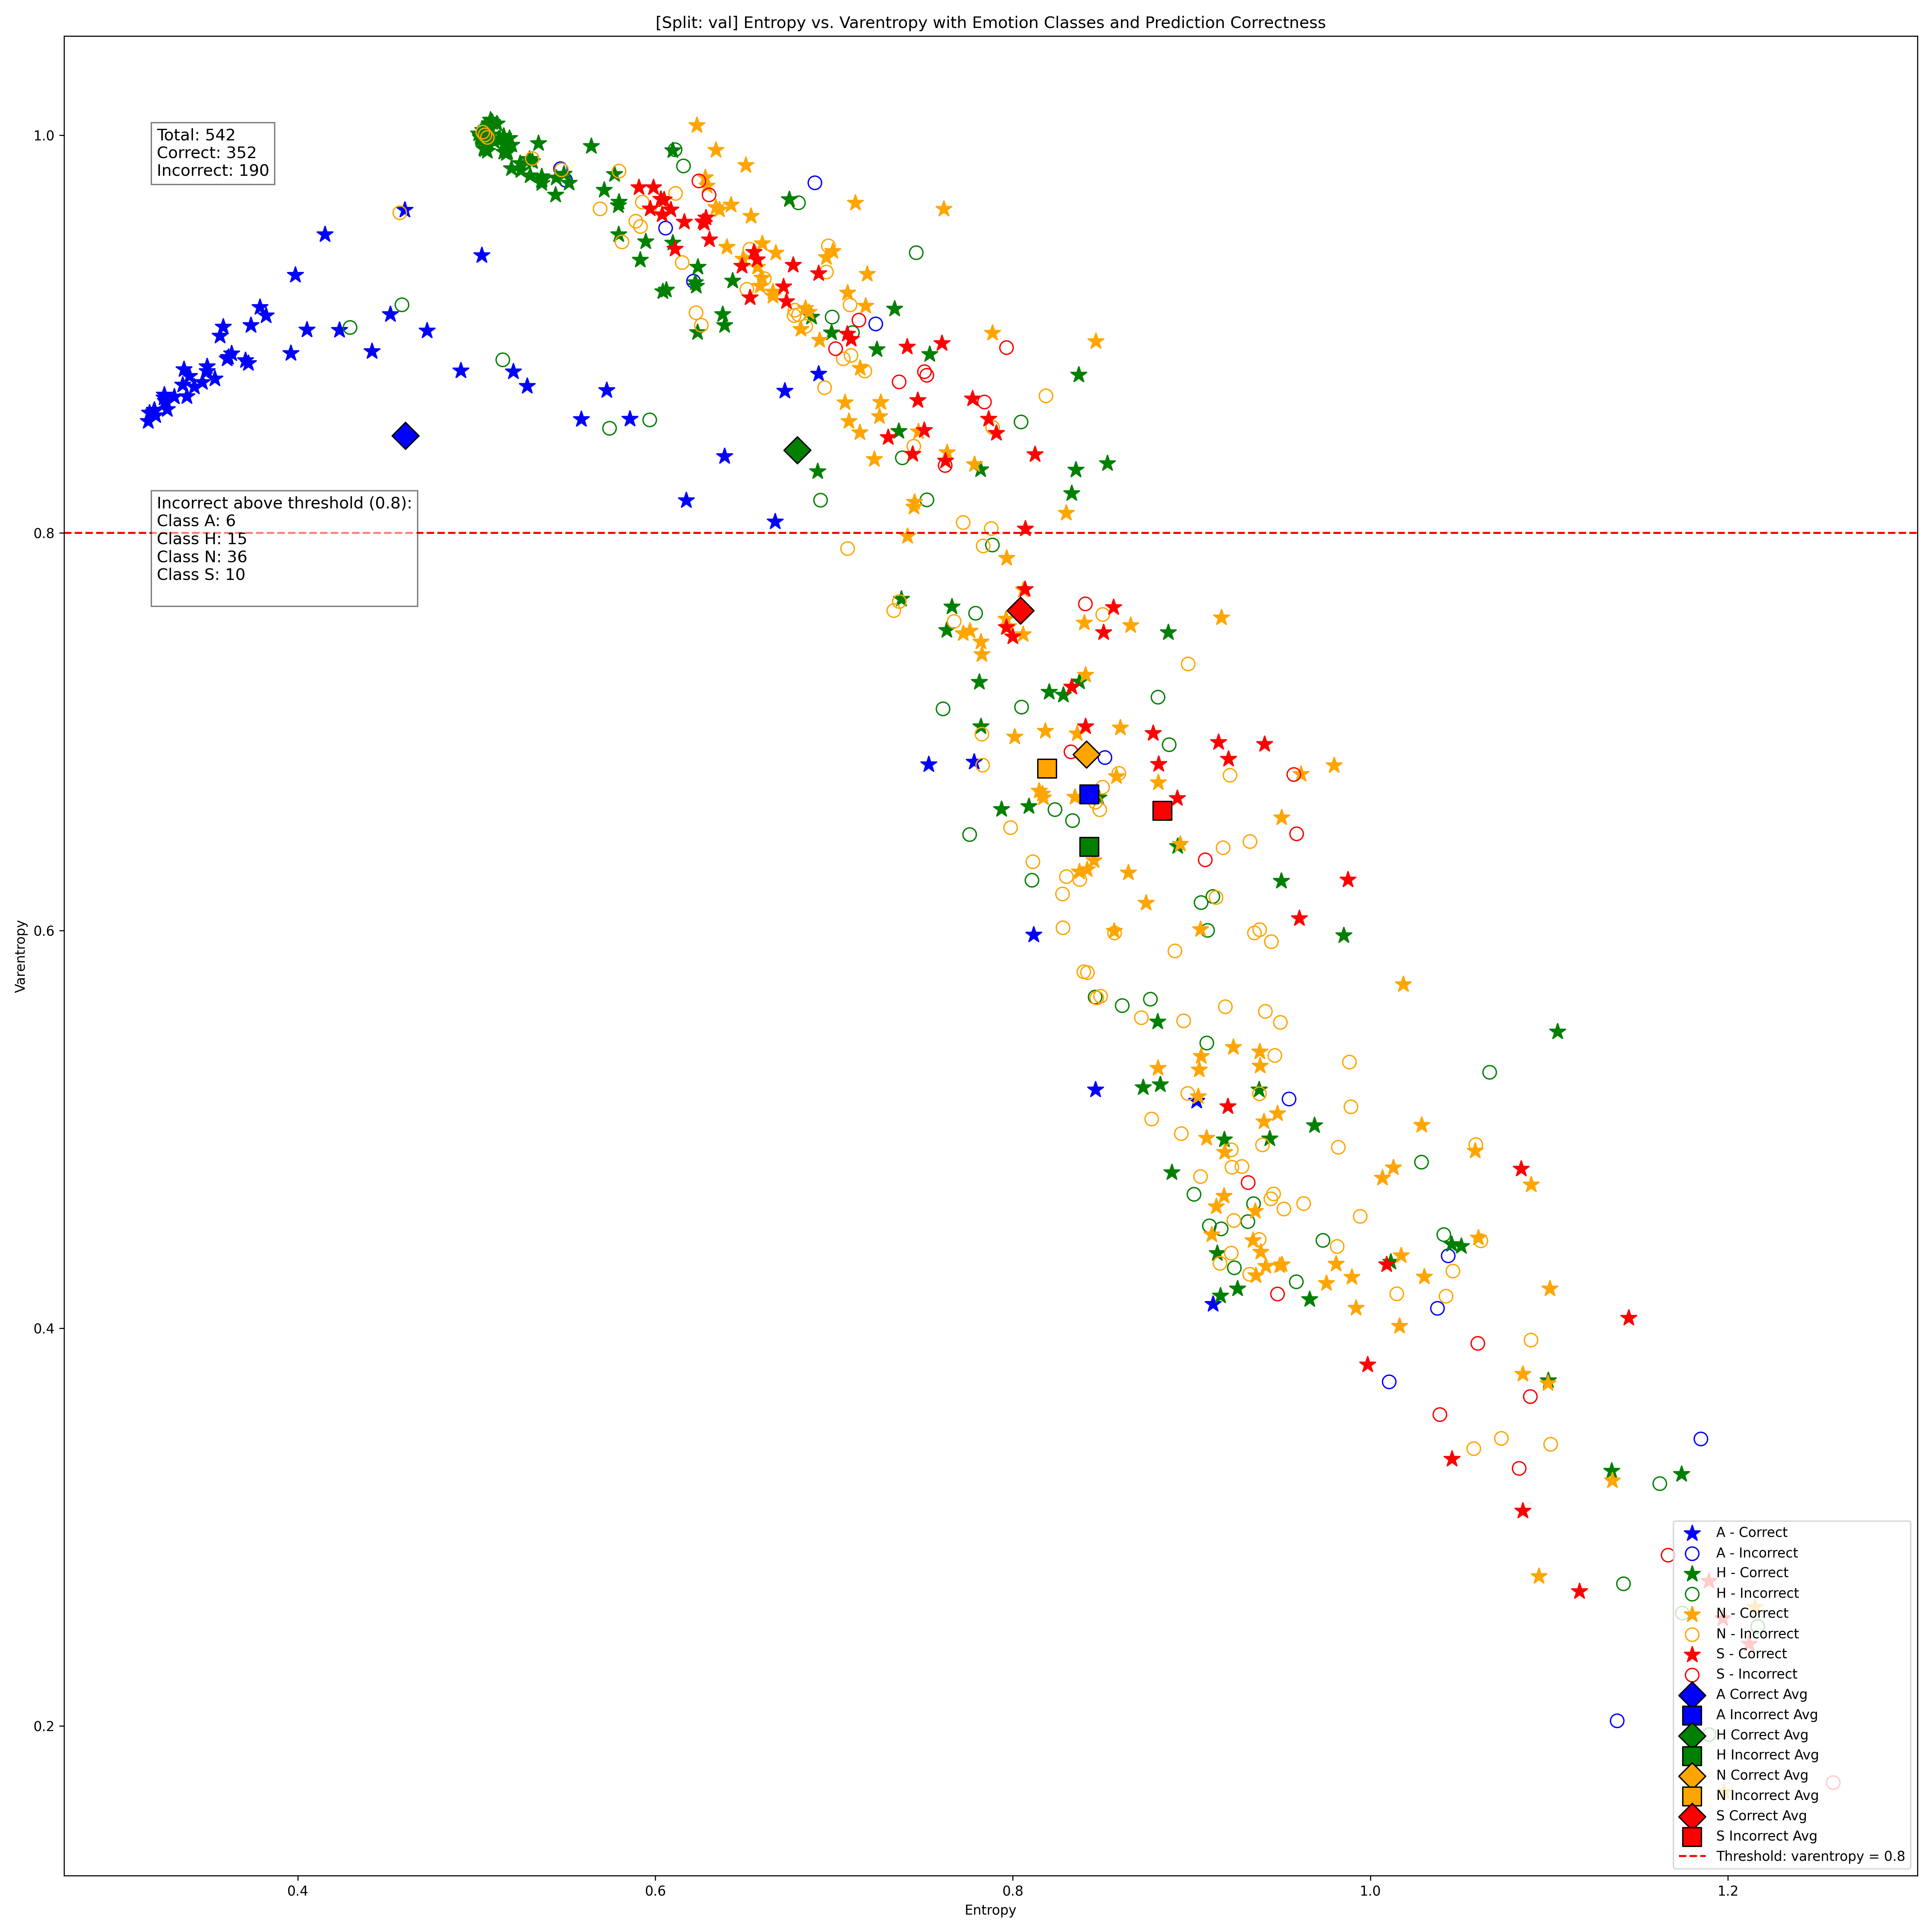 [Split: val] Entropy vs. Varentropy with Emotion Classes and Prediction Correctness
1.0
0.8
0.6
0.4
0.2
Varentropy
Total: 542
Correct: 352
Incorrect: 190
Incorrect above threshold (0.8):
Class A: 6
Class H: 15
Class N: 36
Class S: 10
A - Correct
A - Incorrect
H - Correct
H - Incorrect
N - Correct
N - Incorrect
S - Correct
S - Incorrect
A Correct Avg
A Incorrect Avg
H Correct Avg
H Incorrect Avg
N Correct Avg
N Incorrect Avg
S Correct Avg
S Incorrect Avg
Threshold: varentropy = 0.8
0.4
0.6
0.8
1.0
1.2
Entropy